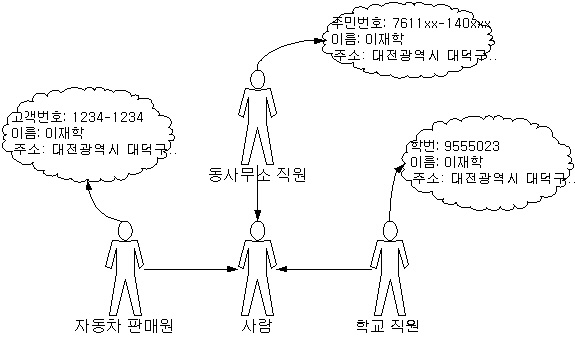 주민번호: 7611xx-140xxx
이름: 이재학
주소: 대전광역시 대덕구..
고객번호: 1234-1234
이름: 이재학
주소: 대전광역시 대덕구..
학번: 9555023
이름: 이재학
주소: 대전광역시 대덕구..
동사무소 직원
자동차 판매원
사람
학교 직원